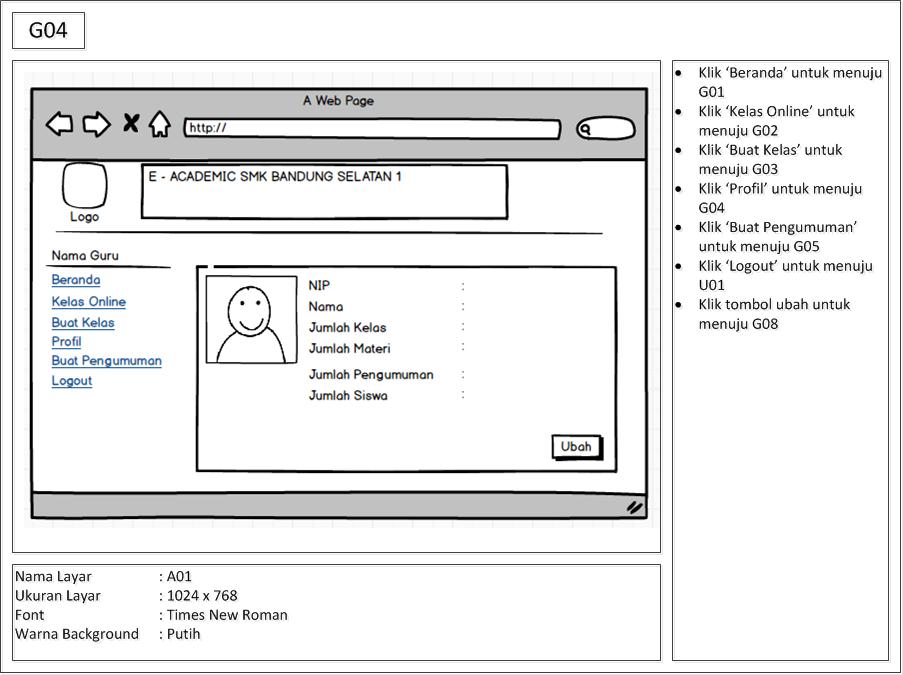 G04
A Web Page
http://
Logo
E - ACADEMIC SMK BANDUNG SELATAN 1
Nama Guru
Beranda
Kelas Online
Buat Kelas
Profil
Buat Pengumuman
Logout
NIP :
Nama :
Jumlah Kelas :
Jumlah Materi :
Jumlah Pengumuman :
Jumlah Siswa :
Ubah
• Klik ‘Beranda’ untuk menuju
G01
• Klik ‘Kelas Online’ untuk
menuju G02
• Klik ‘Buat Kelas’ untuk
menuju G03
• Klik ‘Profil’ untuk menuju
G04
• Klik ‘Buat Pengumuman’
untuk menuju G05
• Klik ‘Logout’ untuk menuju
U01
• Klik tombol ubah untuk
menuju G08
Nama Layar : A01
Ukuran Layar : 1024 x 768
Font : Times New Roman
Warna Background : Putih